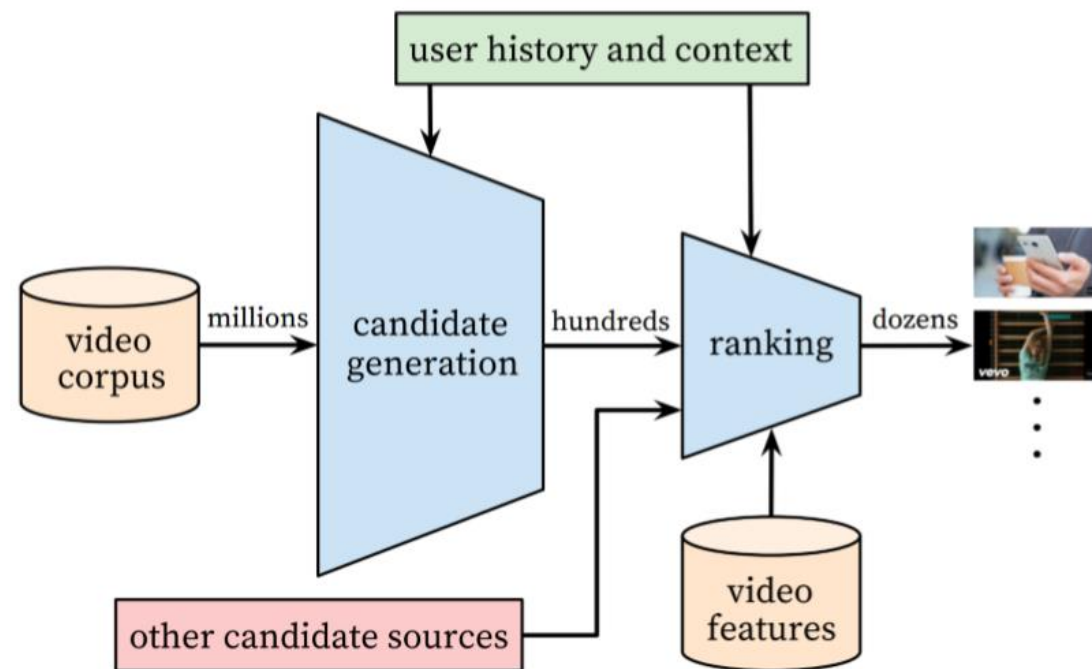 user history and context
video
corpus
millions
candidate
generation
hundreds
ranking
dozens
vevo
other candidate sources
video
features